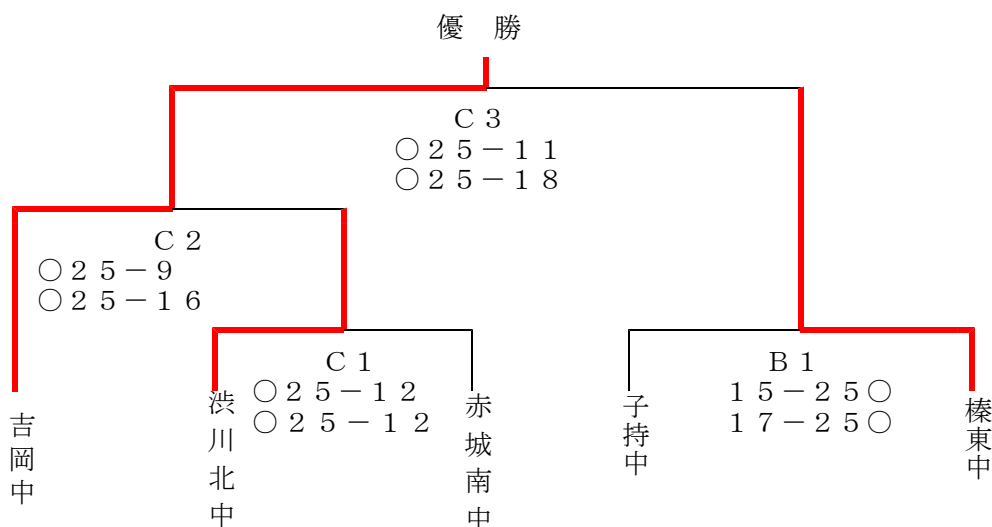 優　勝
Ｃ３
○２５－１１
○２５－１８
Ｃ２
○２５－９
○２５－１６
Ｃ１
○２５－１２
○２５－１２
Ｂ１
１５－２５○
１７－２５○
吉岡中
渋川北中
赤城南中
子持中
榛東中